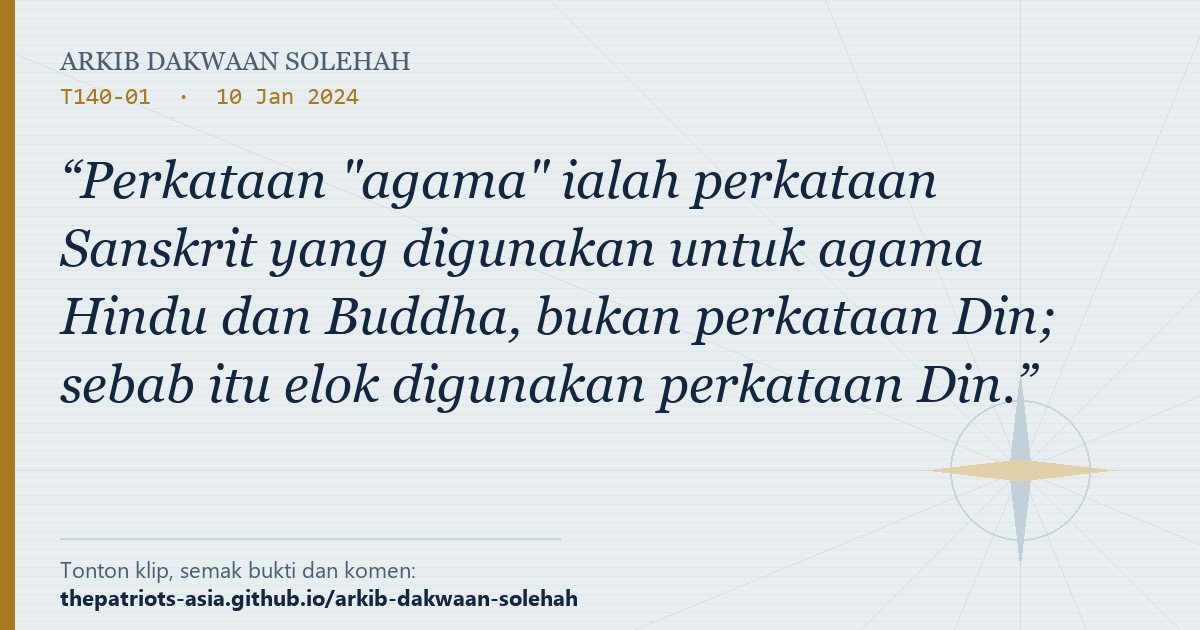 ARKIB DAKWAAN SOLEHAH
T140-01 · 10 Jan 2024
“Perkataan "agama" ialah perkataan
Sanskrit yang digunakan untuk agama
Hindu dan Buddha, bukan perkataan Din;
sebab itu elok digunakan perkataan Din.”
Tonton klip, semak bukti dan komen:
thepatriots-asia.github.io/arkib-dakwaan-solehah